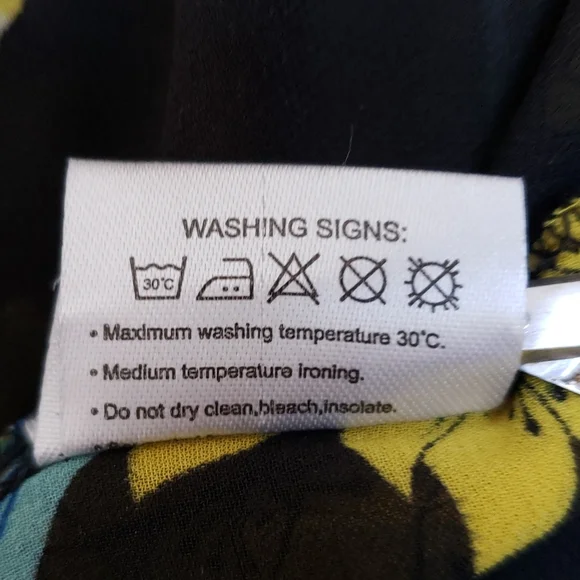 WASHING SIGNS:
30°C
• Maximum washing temperature 30°C.
• Medium temperature ironing.
• Do not dry clean,bleach,insolate.